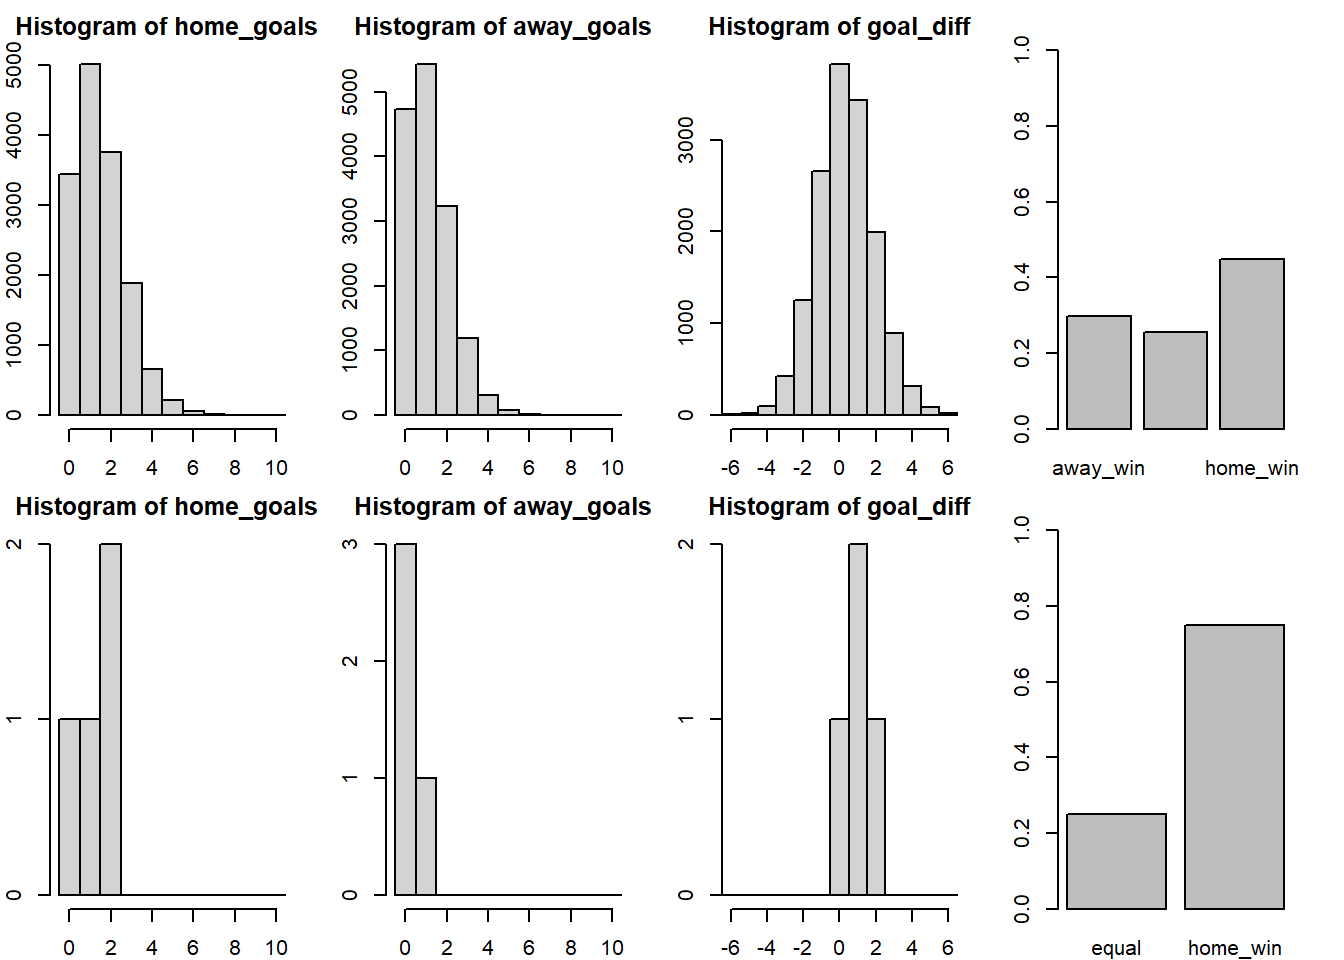 Histogram of home_goals
0
1000
2000
3000
4000
5000
0 2 4 6 8 10
Histogram of away_goals
0
1000
2000
3000
4000
5000
0 2 4 6 8 10
Histogram of goal_diff
0
1000
2000
3000
-6 -4 -2 0 2 4 6
0.0
0.2
0.4
0.6
0.8
1.0
away_win home_win
Histogram of home_goals
0
1
2
0 2 4 6 8 10
Histogram of away_goals
0
1
2
3
0 2 4 6 8 10
Histogram of goal_diff
0
1
2
-6 -4 -2 0 2 4 6
0.0
0.2
0.4
0.6
0.8
1.0
equal home_win